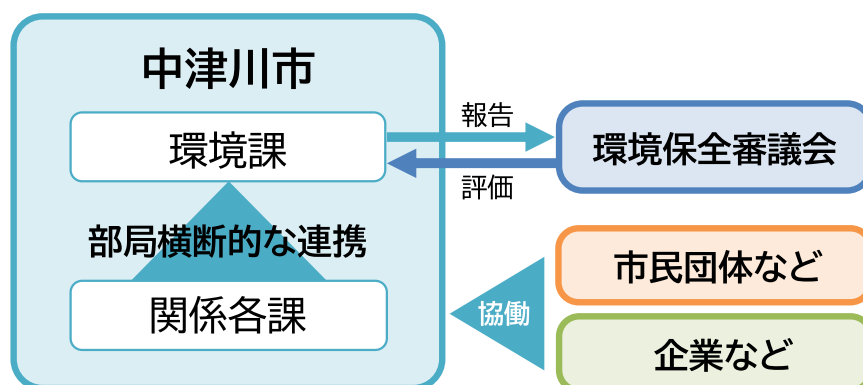 中津川市
環境課
部局横断的な連携
関係各課
報告
評価
環境保全審議会
協働
市民団体など
企業など